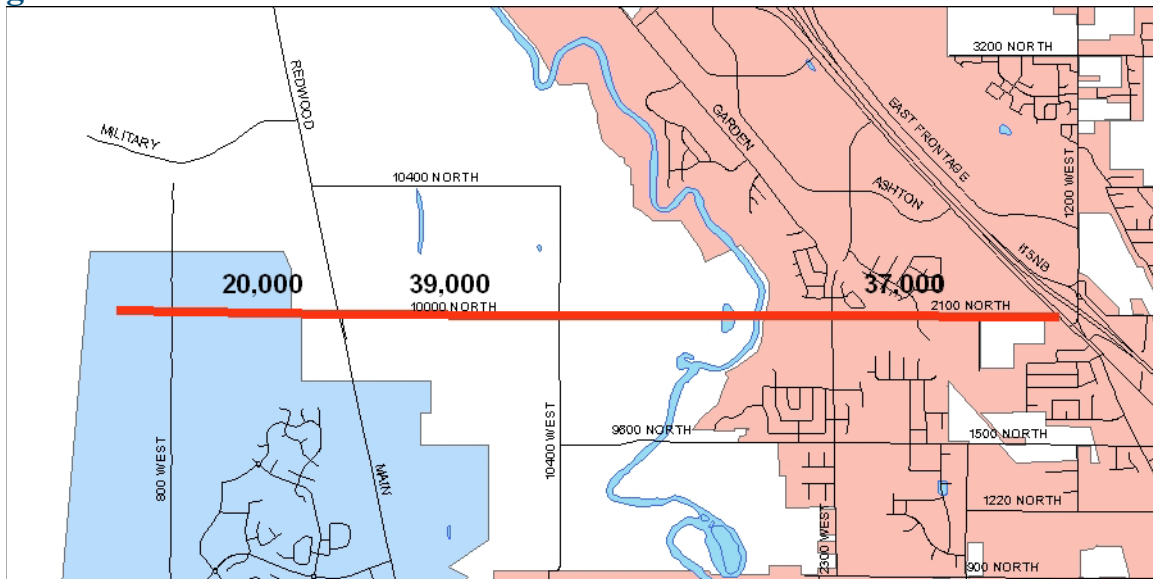 3200 NORTH
REDWOOD
MILITARY
GARDEN
EAST FRONTAGE
10400 NORTH
ASHTON
1200 WEST
I15NB
20,000
39,000
37,000
10000 NORTH
2100 NORTH
9600 NORTH
1500 NORTH
800 WEST
MAIN
10400 WEST
1220 NORTH
2300 WEST
900 NORTH